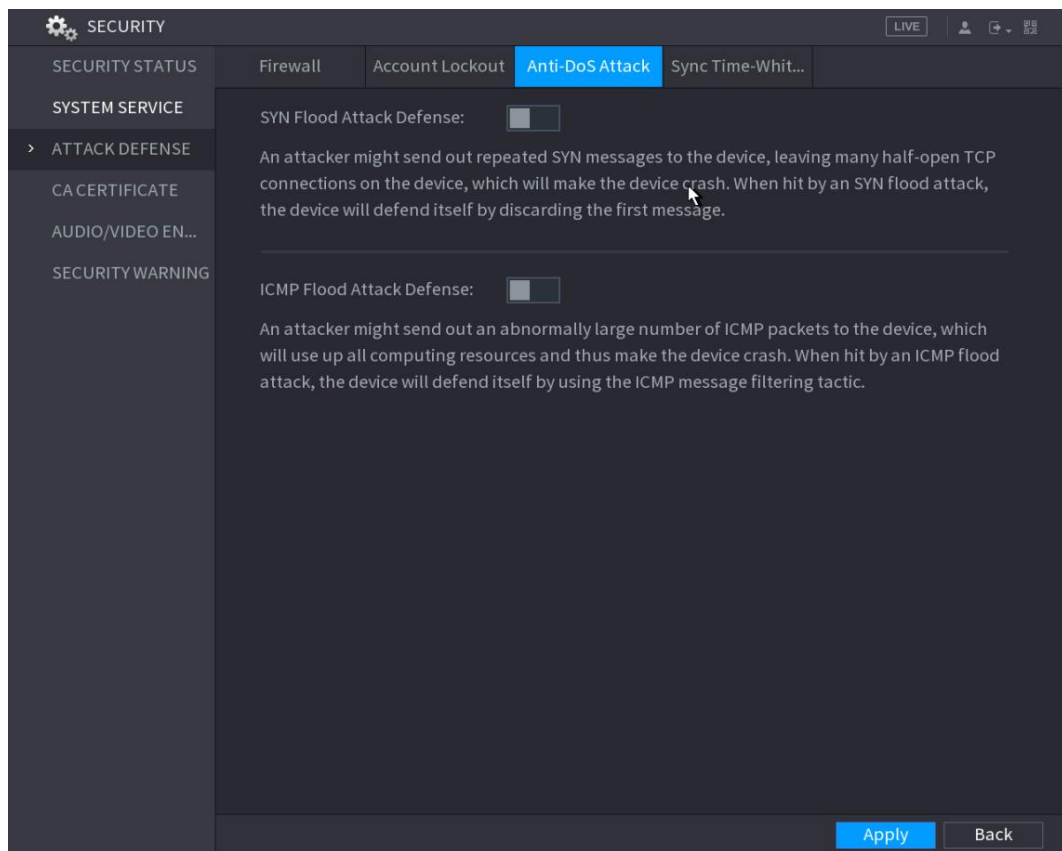 SECURITY
LIVE
SECURITY STATUS
SYSTEM SERVICE
ATTACK DEFENSE
CA CERTIFICATE
AUDIO/VIDEO EN...
SECURITY WARNING
Firewall
Account Lockout
Anti-DoS Attack
Sync Time-Whit...
SYN Flood Attack Defense:
An attacker might send out repeated SYN messages to the device, leaving many half-open TCP
connections on the device, which will make the device crash. When hit by an SYN flood attack,
the device will defend itself by discarding the first message.
ICMP Flood Attack Defense:
An attacker might send out an abnormally large number of ICMP packets to the device, which
will use up all computing resources and thus make the device crash. When hit by an ICMP flood
attack, the device will defend itself by using the ICMP message filtering tactic.
Apply
Back